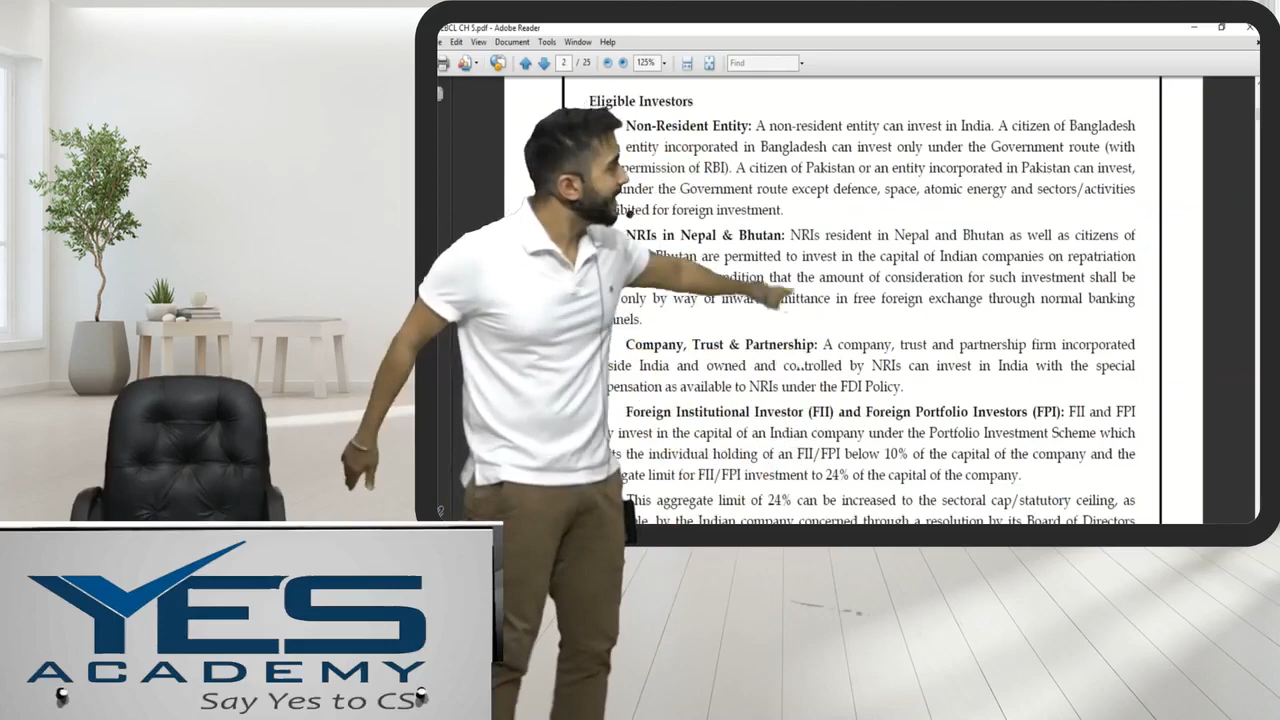 CH 5.pdf - Adobe Reader
Edit View Document Tools Window Help
2 / 25 125% Find
Eligible Investors
Non-Resident Entity: A non-resident entity can invest in India. A citizen of Bangladesh
entity incorporated in Bangladesh can invest only under the Government route (with
permission of RBI). A citizen of Pakistan or an entity incorporated in Pakistan can invest,
under the Government route except defence, space, atomic energy and sectors/activities
for foreign investment.
NRIs in Nepal & Bhutan: NRIs resident in Nepal and Bhutan as well as citizens of
Bhutan are permitted to invest in the capital of Indian companies on repatriation
that the amount of consideration for such investment shall be
only by way of inward in free foreign exchange through normal banking
Company, Trust & Partnership: A company, trust and partnership firm incorporated
India and owned and controlled by NRIs can invest in India with the special
as available to NRIs under the FDI Policy.
Foreign Institutional Investor (FII) and Foreign Portfolio Investors (FPI): FII and FPI
invest in the capital of an Indian company under the Portfolio Investment Scheme which
the individual holding of an FII/FPI below 10% of the capital of the company and the
limit for FII/FPI investment to 24% of the capital of the company.
This aggregate limit of 24% can be increased to the sectoral cap/statutory ceiling, as
by the Indian company concerned through a resolution by its Board of Directors
YES
ACADEMY
Say Yes to CS